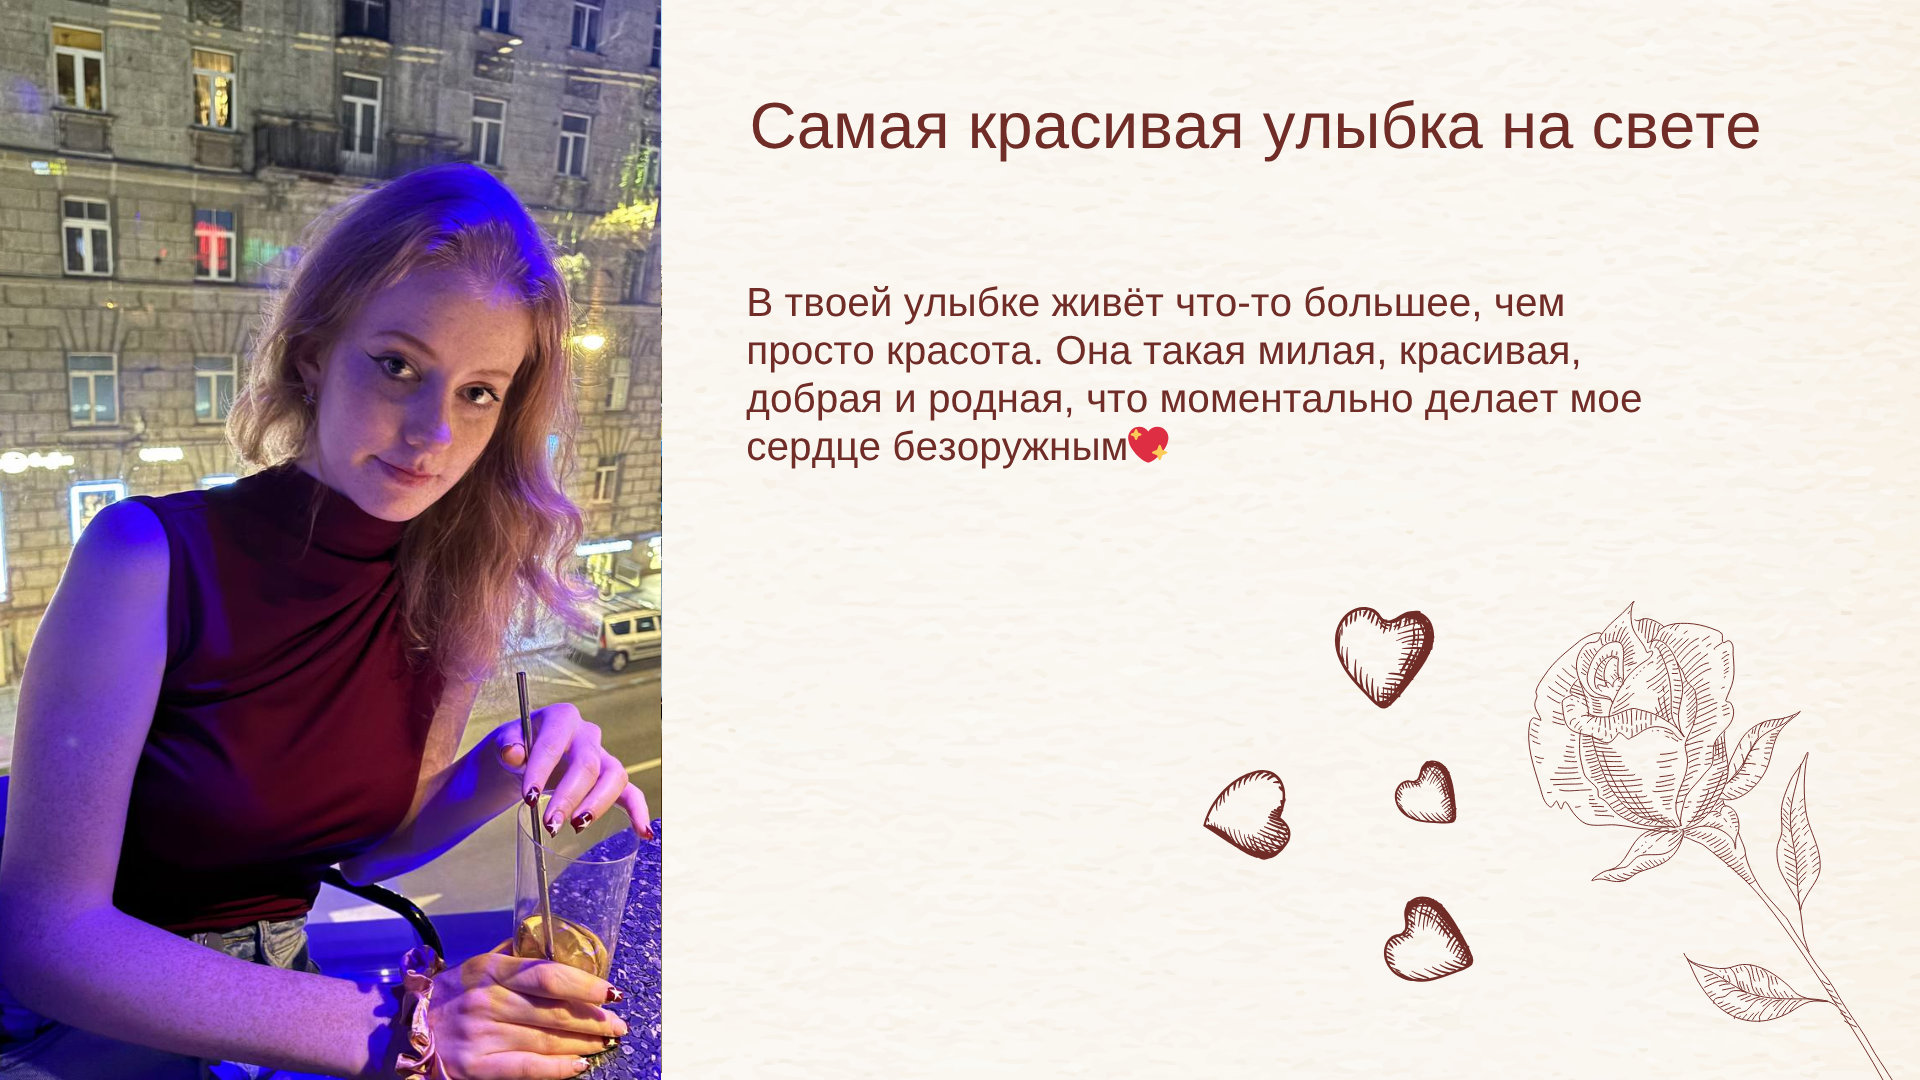 Самая красивая улыбка на свете
В твоей улыбке живёт что-то большее, чем
просто красота. Она такая милая, красивая,
добрая и родная, что моментально делает мое
сердце безоружным💖